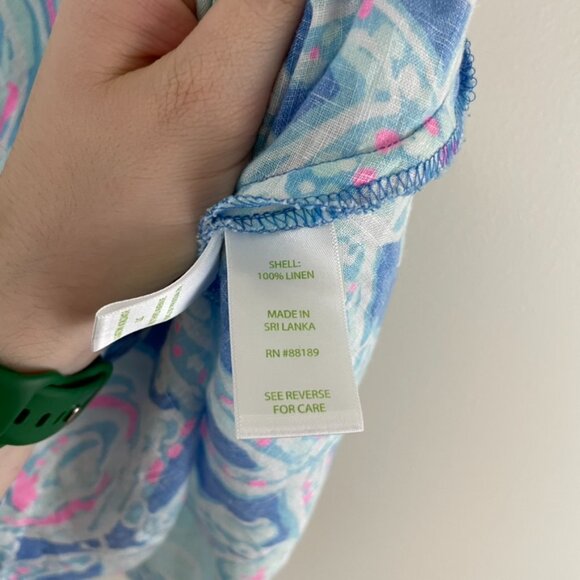 SHELL:
100% LINEN
MADE IN
SRI LANKA
RN #88189
SEE REVERSE
FOR CARE